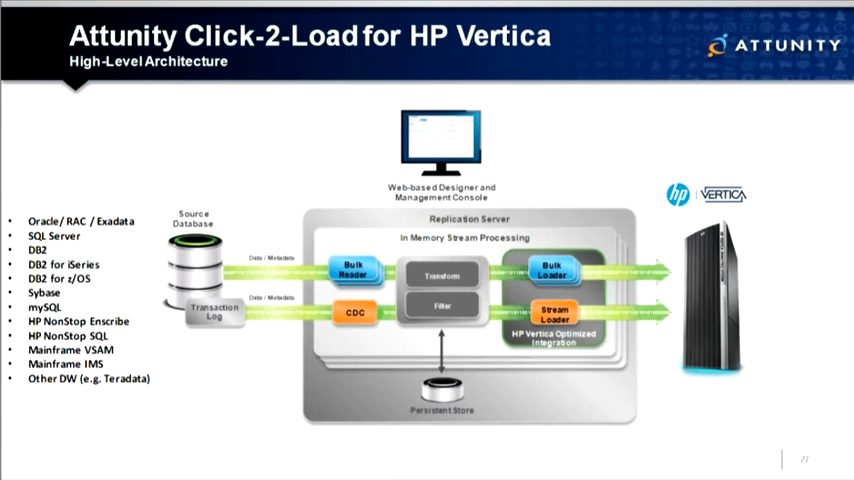 Attunity Click-2-Load for HP Vertica
High-Level Architecture
ATTUNITY
Web-based Designer and
Management Console
hp
VERTICA
• Oracle/ RAC / Exadata
• SQL Server
• DB2
• DB2 for iSeries
• DB2 for z/OS
• Sybase
• mySQL
• HP NonStop Enscribe
• HP NonStop SQL
• Mainframe VSAM
• Mainframe IMS
• Other DW (e.g. Teradata)
Source
Database
Transaction
Log
Data / Metadata
Data / Metadata
Replication Server
In Memory Stream Processing
Bulk
Reader
CDC
Transform
Filter
Bulk
Loader
Stream
Loader
HP Vertica Optimized
Integration
Persistent Store